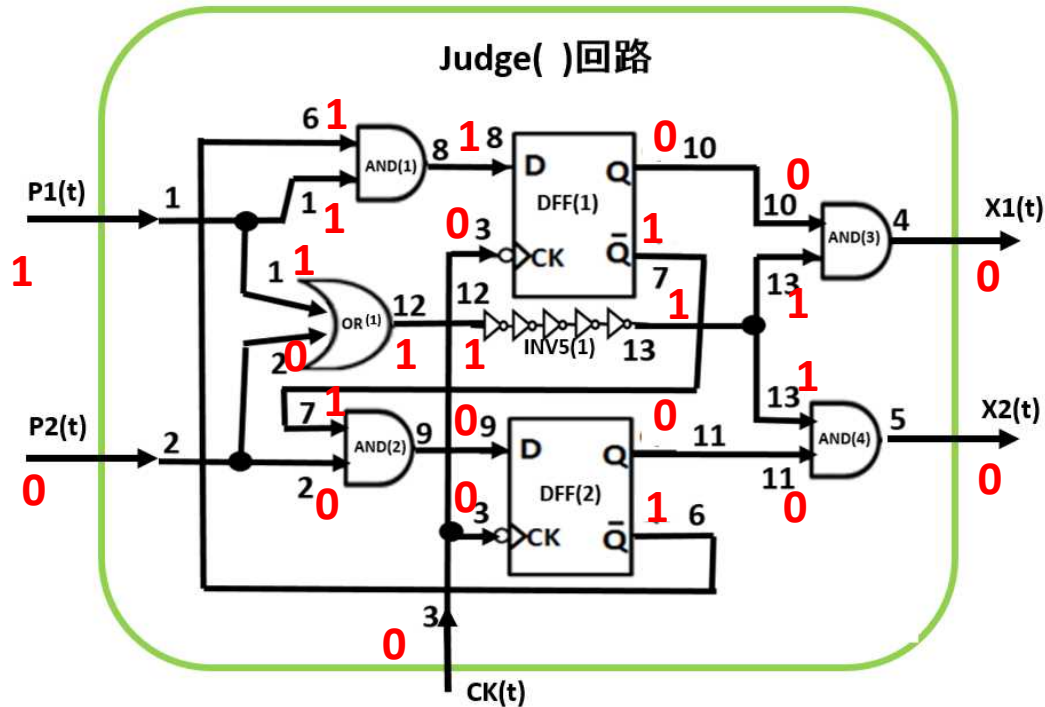 Judge( )回路
6 1
8 1 8
D
Q
0 10
AND(1)
DFF(1)
0
P1(t)
1
1 1
0 3
CK
Q̅
1
7
10
AND(3)
4
X1(t)
1
1 1
0
12
12
OR(1)
1
1
INV5(1)
1
13
13
1
2 0
7 1
AND(2)
9 0 9
D
Q
0
11
13 1
AND(4)
5
X2(t)
P2(t)
2
0
2 0
DFF(2)
11 0
0
0 3
CK
Q̅
1 6
3
0
CK(t)